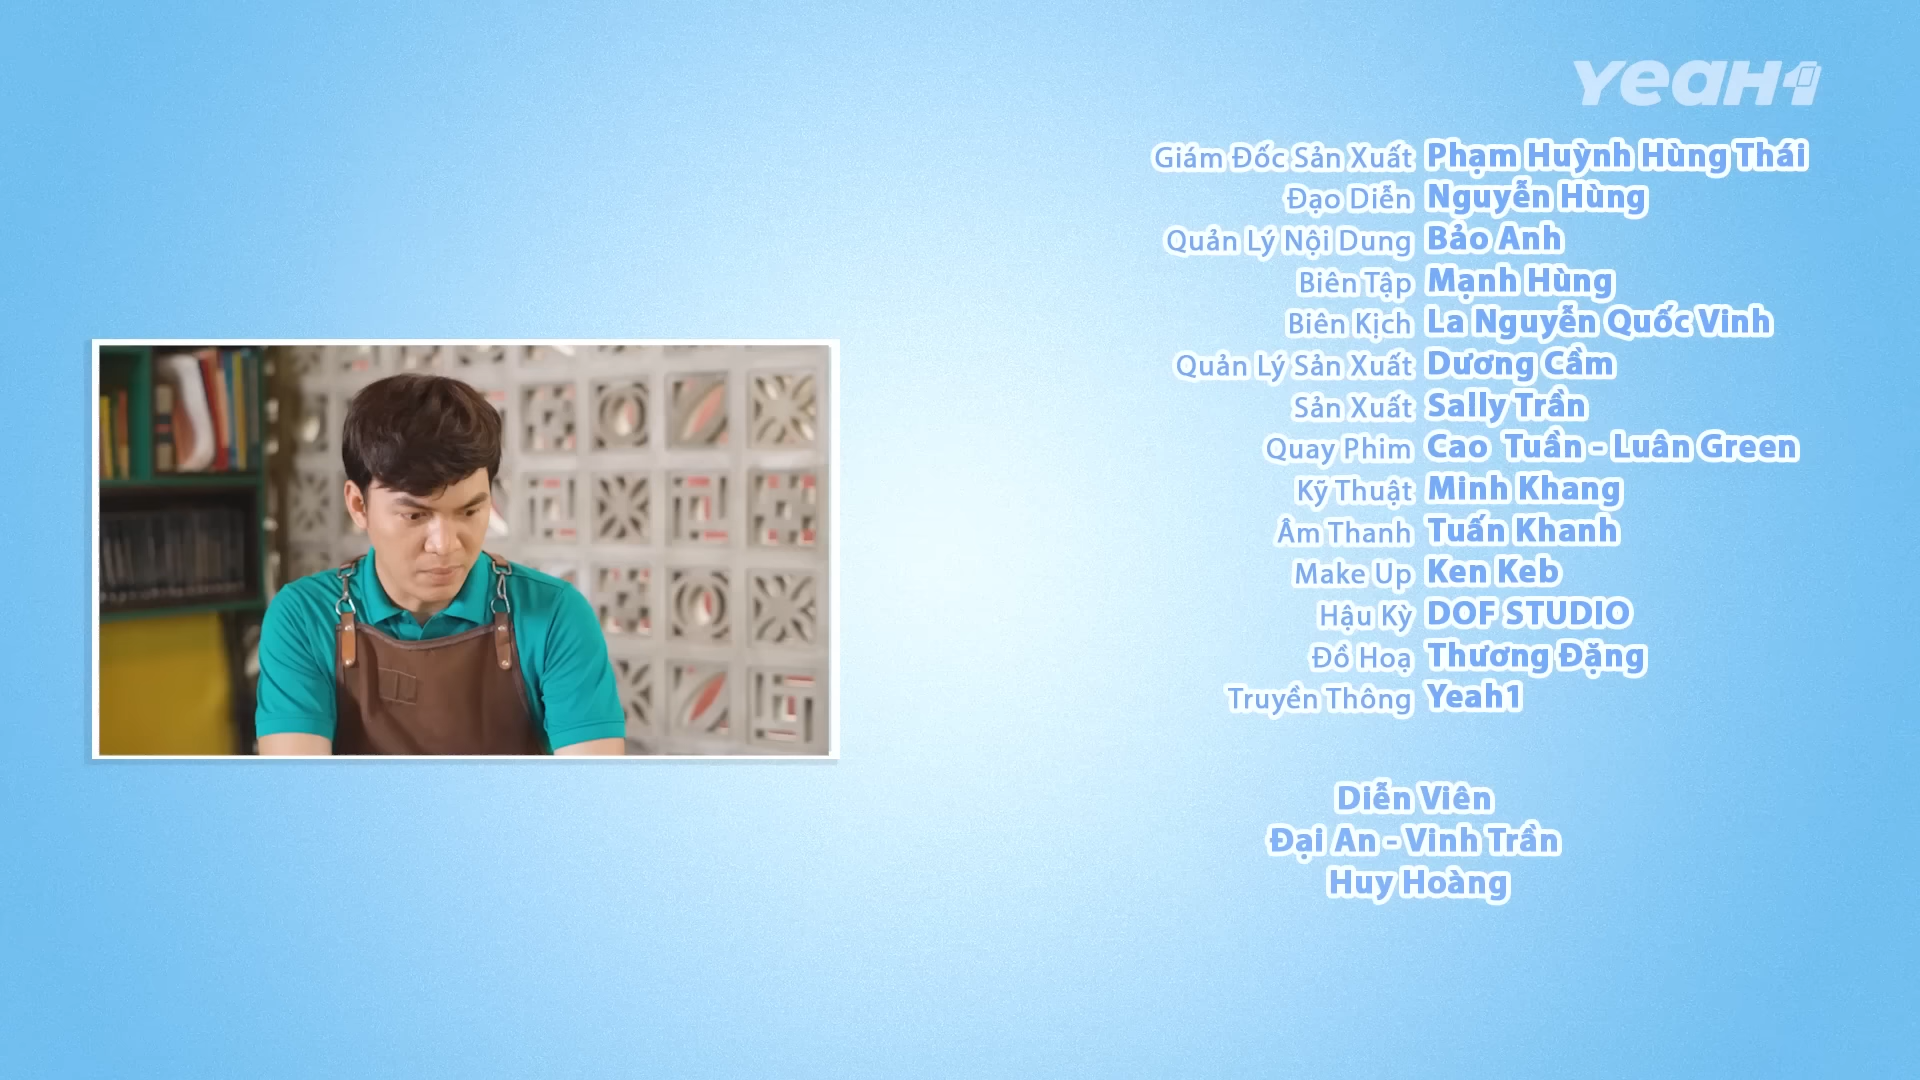 YEAH1
Giám Đốc Sản Xuất Phạm Huỳnh Hùng Thái
Đạo Diễn Nguyễn Hùng
Quản Lý Nội Dung Bảo Anh
Biên Tập Mạnh Hùng
Biên Kịch La Nguyễn Quốc Vinh
Quản Lý Sản Xuất Dương Cầm
Sản Xuất Sally Trần
Quay Phim Cao Tuần - Luân Green
Kỹ Thuật Minh Khang
Âm Thanh Tuấn Khanh
Make Up Ken Keb
Hậu Kỳ DOF STUDIO
Đồ Hoạ Thương Đặng
Truyền Thông Yeah1
Diễn Viên
Đại An - Vinh Trần
Huy Hoàng